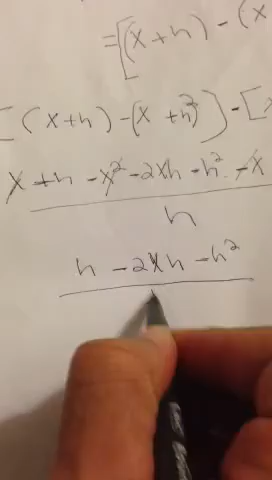 =[(x+h) - (x
[(x+h) -(x +h²)] -[x
x +h -x² -2xh -h² -x
h
h -2xh -h²